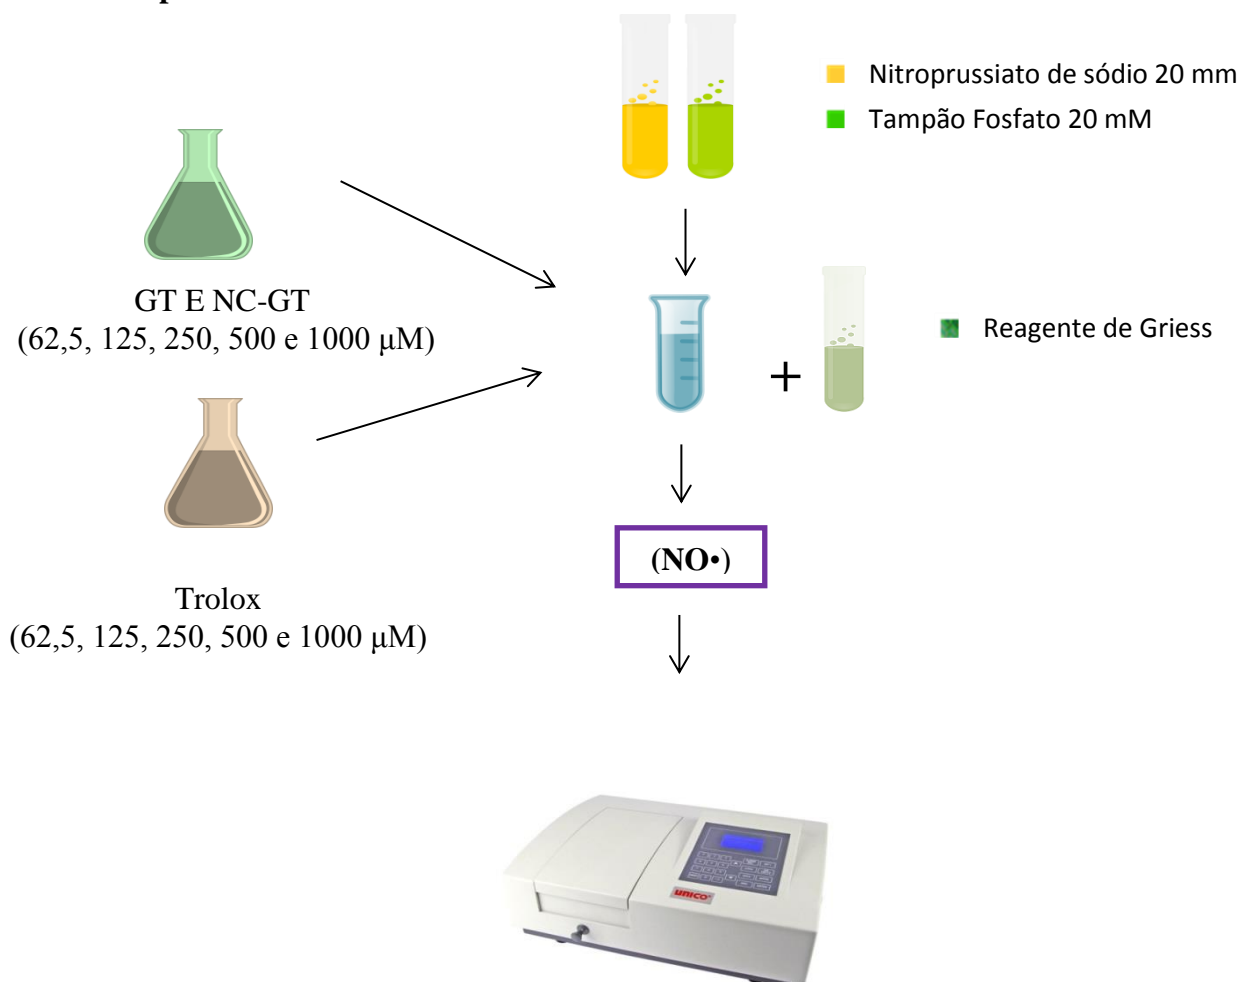 Nitroprussiato de sódio 20 mm
Tampão Fosfato 20 mM
GT E NC-GT
(62,5, 125, 250, 500 e 1000 μM)
+
Reagente de Griess
(NO•)
Trolox
(62,5, 125, 250, 500 e 1000 μM)
UNICO